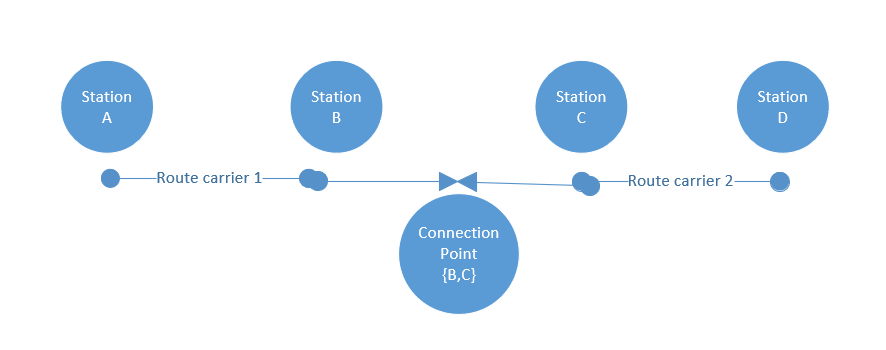 Station
A
Station
B
Station
C
Station
D
Route carrier 1
Route carrier 2
Connection
Point
{B,C}